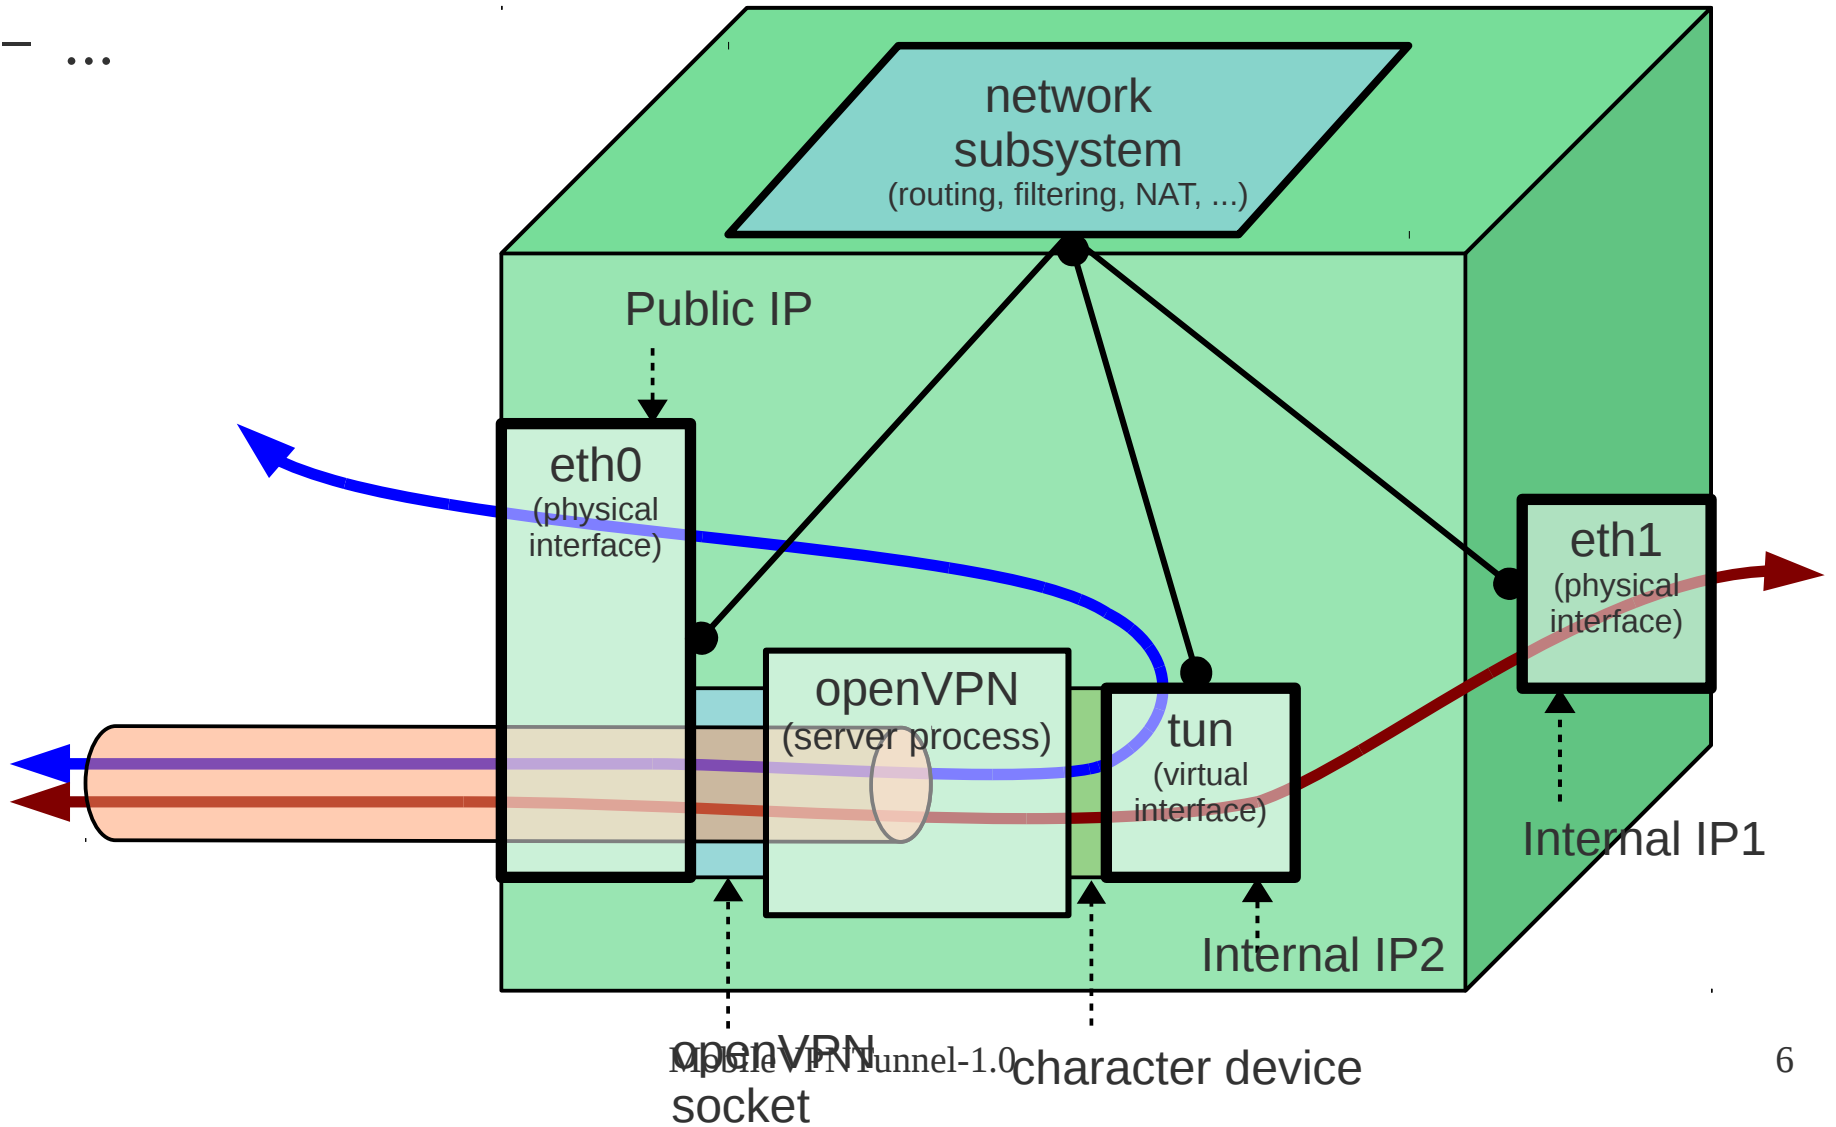 – ...
network
subsystem
(routing, filtering, NAT, ...)
Public IP
eth0
(physical
interface)
eth1
(physical
interface)
openVPN
(server process)
tun
(virtual
interface)
Internal IP1
Internal IP2
openVPN
socket
MobileVPNTunnel-1.0
character device
6